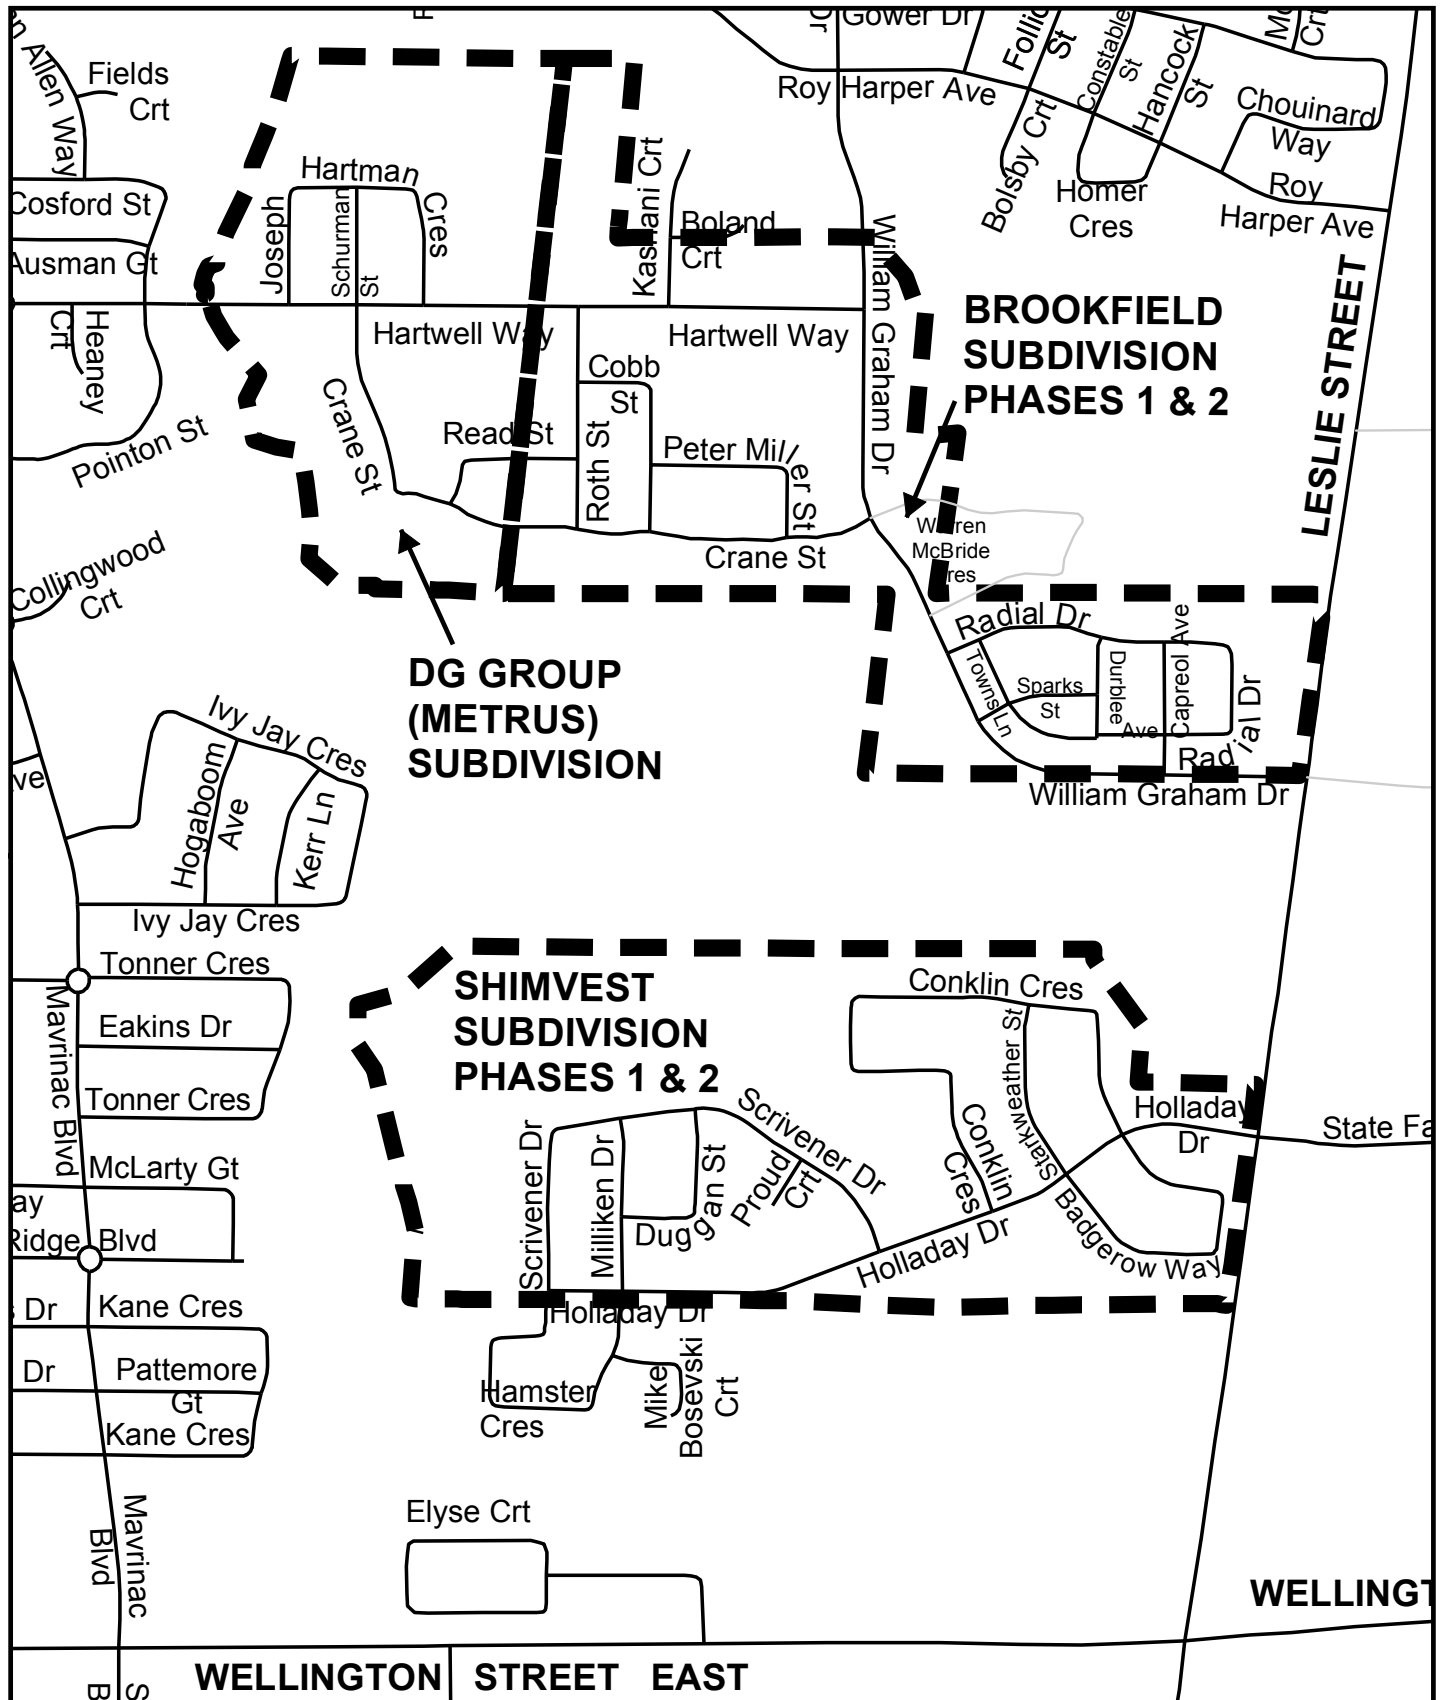 Allen Way
Fields
Crt
Cosford St
Ausman Gt
Heaney
Crt
Pointon St
Collingwood
Crt
Gower Dr
Roy Harper Ave
St
Constable
St
Hancock
St
Chouinard
Way
Roy
Harper Ave
Bolsby Crt
Homer
Cres
Hartman
Cres
Joseph
Schurman
St
Kashani Crt
Boland
Crt
William Graham Dr
Hartwell Way
Hartwell Way
Cobb
St
Crane St
Read St
Roth St
Peter Miller St
Crane St
BROOKFIELD
SUBDIVISION
PHASES 1 & 2
LESLIE STREET
Warren
McBride
Cres
DG GROUP
(METRUS)
SUBDIVISION
Radial Dr
Towns Ln
Sparks
St
Durblee
Ave
Capreol Ave
Radial Dr
William Graham Dr
Ivy Jay Cres
Hogaboom
Ave
Kerr Ln
Ivy Jay Cres
ve
Tonner Cres
Eakins Dr
Tonner Cres
Mavrinac Blvd
McLarty Gt
ay
Ridge Blvd
s Dr
Kane Cres
Dr
Pattemore
Gt
Kane Cres
Mavrinac
Blvd
SHIMVEST
SUBDIVISION
PHASES 1 & 2
Conklin Cres
Starkweather St
Conklin
Cres
Holladay
Dr
State Fa
Scrivener Dr
Scrivener Dr
Milliken Dr
Duggan St
Proud
Crt
Holladay Dr
Badgerow Way
Holladay Dr
Hamster
Cres
Mike
Bosevski
Crt
Elyse Crt
WELLINGT
WELLINGTON STREET EAST